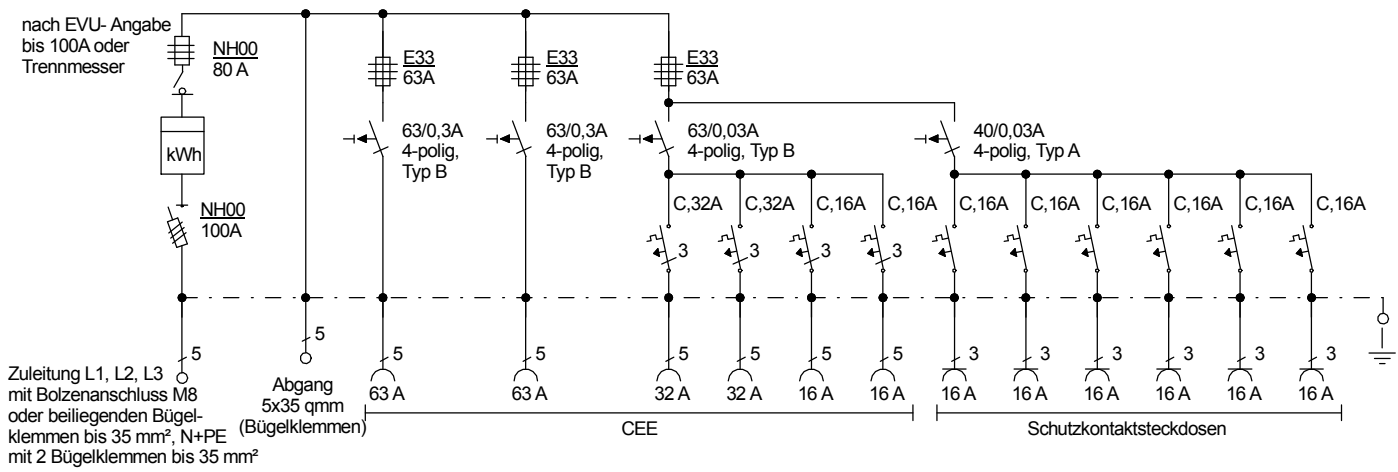 nach EVU- Angabe
bis 100A oder
Trennmesser
NH00
80 A
kWh
NH00
100A
E33
63A
E33
63A
E33
63A
63/0,3A
4-polig,
Typ B
63/0,3A
4-polig,
Typ B
63/0,03A
4-polig, Typ B
40/0,03A
4-polig, Typ A
C,32A C,32A C,16A C,16A C,16A C,16A C,16A C,16A C,16A C,16A
3 3 3 3
5 5 5 5 5 5 5 5 3 3 3 3 3 3
Zuleitung L1, L2, L3
mit Bolzenanschluss M8
oder beiliegenden Bügel-
klemmen bis 35 mm², N+PE
mit 2 Bügelklemmen bis 35 mm²
Abgang
5x35 qmm
(Bügelklemmen)
63 A 63 A 32 A 32 A 16 A 16 A 16 A 16 A 16 A 16 A 16 A 16 A
CEE
Schutzkontaktsteckdosen